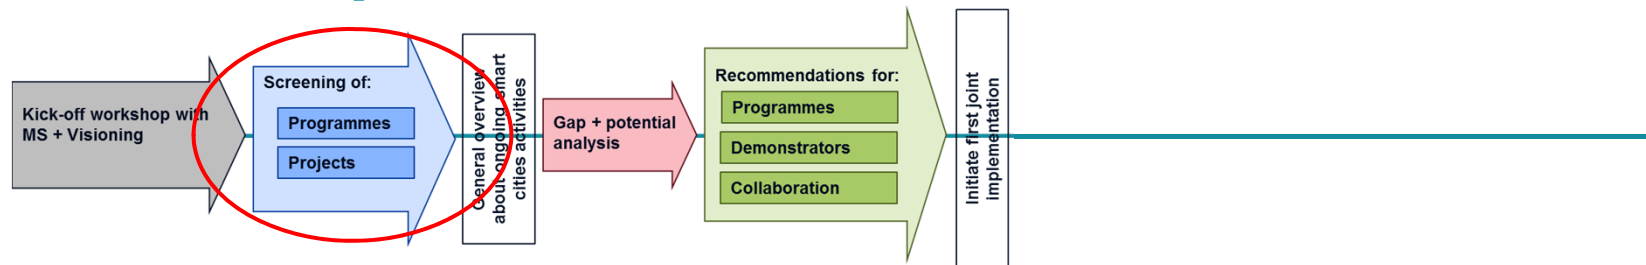 Kick-off workshop with
MS + Visioning
Screening of:
Programmes
Projects
General overview
about ongoing smart
cities activities
Gap + potential
analysis
Recommendations for:
Programmes
Demonstrators
Collaboration
Initiate first joint
implementation